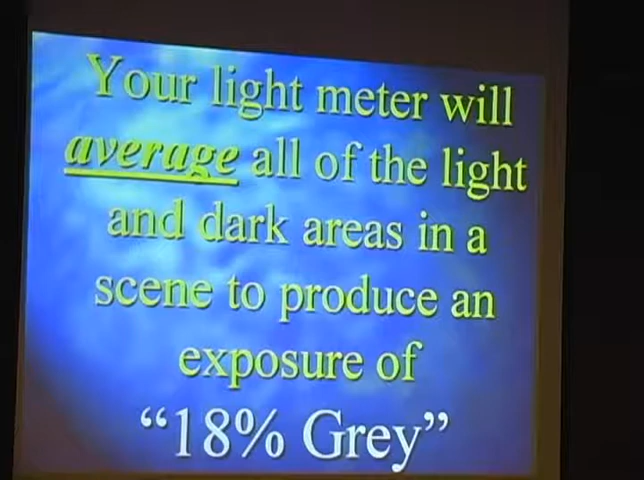 Your light meter will
average all of the light
and dark areas in a
scene to produce an
exposure of
“18% Grey”